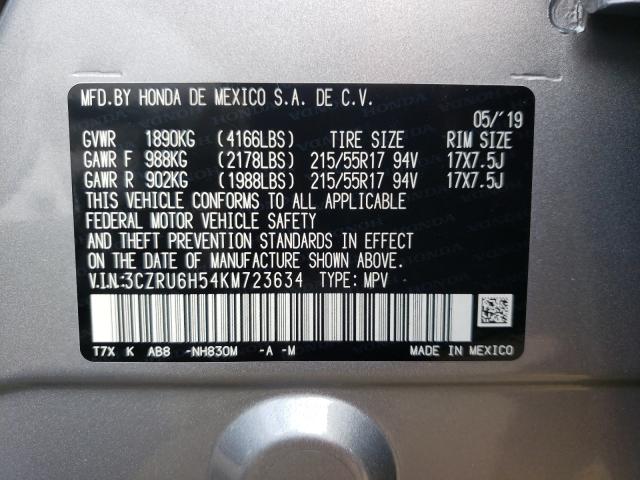 MFD.BY HONDA DE MEXICO S.A. DE C.V.
05/'19
GVWR 1890KG (4166LBS) TIRE SIZE RIM SIZE
GAWR F 988KG (2178LBS) 215/55R17 94V 17X7.5J
GAWR R 902KG (1988LBS) 215/55R17 94V 17X7.5J
THIS VEHICLE CONFORMS TO ALL APPLICABLE
FEDERAL MOTOR VEHICLE SAFETY
AND THEFT PREVENTION STANDARDS IN EFFECT
ON THE DATE OF MANUFACTURE SHOWN ABOVE.
V.I.N:3CZRU6H54KM723634 TYPE: MPV
T7X K AB8 -NH830M -A -M MADE IN MEXICO